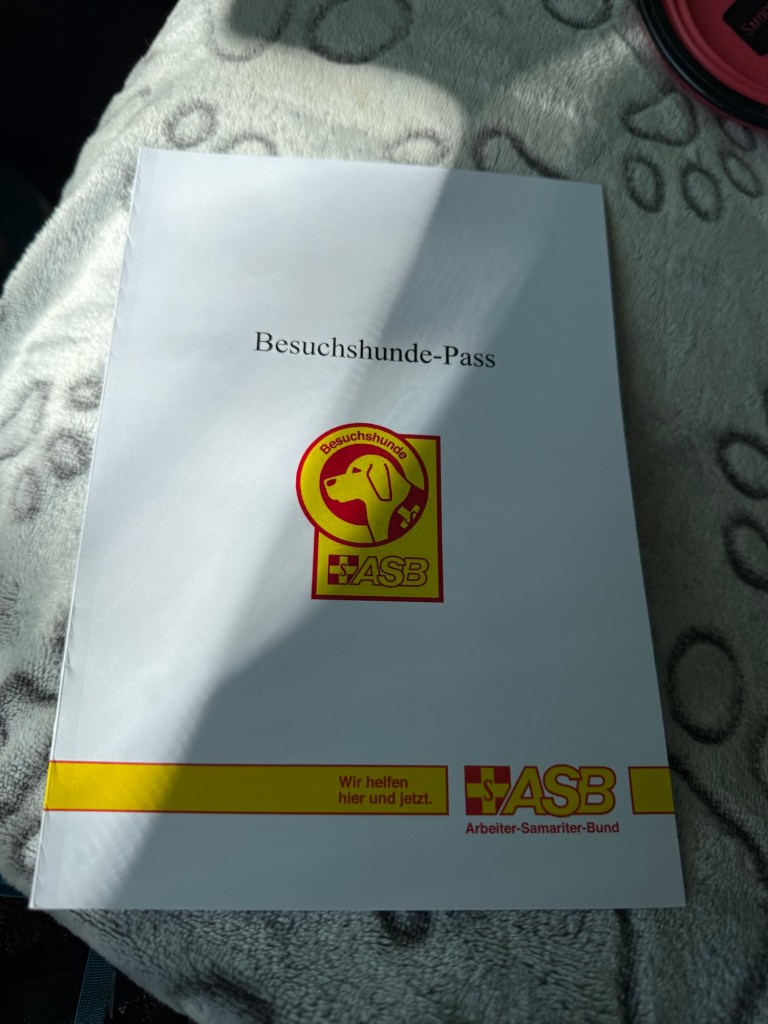 Besuchshunde-Pass
Besuchshunde
S ASB
Wir helfen
hier und jetzt.
S ASB
Arbeiter-Samariter-Bund